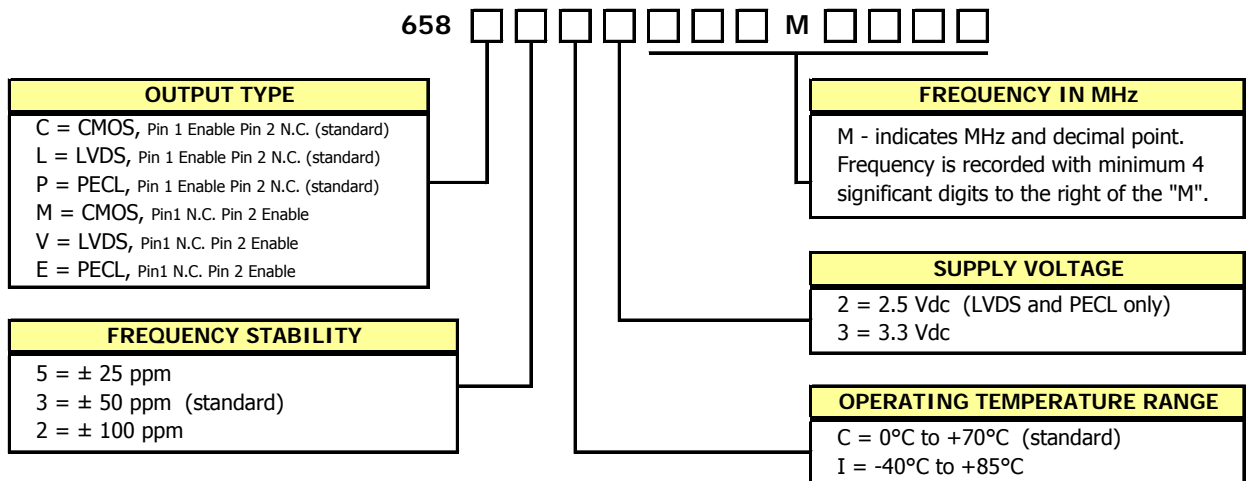 658 M
OUTPUT TYPE
C = CMOS, Pin 1 Enable Pin 2 N.C. (standard)
L = LVDS, Pin 1 Enable Pin 2 N.C. (standard)
P = PECL, Pin 1 Enable Pin 2 N.C. (standard)
M = CMOS, Pin1 N.C. Pin 2 Enable
V = LVDS, Pin1 N.C. Pin 2 Enable
E = PECL, Pin1 N.C. Pin 2 Enable
FREQUENCY STABILITY
5 = ± 25 ppm
3 = ± 50 ppm (standard)
2 = ± 100 ppm
FREQUENCY IN MHz
M - indicates MHz and decimal point.
Frequency is recorded with minimum 4
significant digits to the right of the "M".
SUPPLY VOLTAGE
2 = 2.5 Vdc (LVDS and PECL only)
3 = 3.3 Vdc
OPERATING TEMPERATURE RANGE
C = 0°C to +70°C (standard)
I = -40°C to +85°C